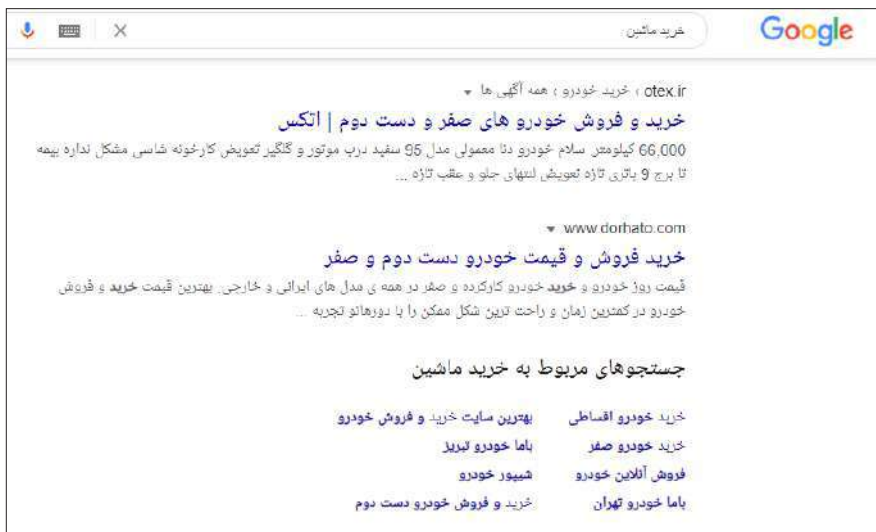 Google
خرید ماشین
otex.ir › خرید خودرو › همه آگهی ها
خرید و فروش خودرو های صفر و دست دوم | اتکس
66,000 کیلومتر. سلام خودرو دنا معمولی مدل 95 سفید درب موتور و گلگیر تعویض کارخونه شاسی مشکل نداره بیمه
تا برج 9 باتری تازه تعویض لنتهای جلو و عقب تازه ...
www.dorhato.com
خرید فروش و قیمت خودرو دست دوم و صفر
قیمت روز خودرو و خرید خودرو کارکرده و صفر در همه ی مدل های ایرانی و خارجی. بهترین قیمت خرید و فروش
خودرو در کمترین زمان و راحت ترین شکل ممکن را با دورهاتو تجربه ...
جستجوهای مربوط به خرید ماشین
خرید خودرو اقساطی بهترین سایت خرید و فروش خودرو
خرید خودرو صفر باما خودرو تبریز
فروش آنلاین خودرو شیپور خودرو
باما خودرو تهران خرید و فروش خودرو دست دوم